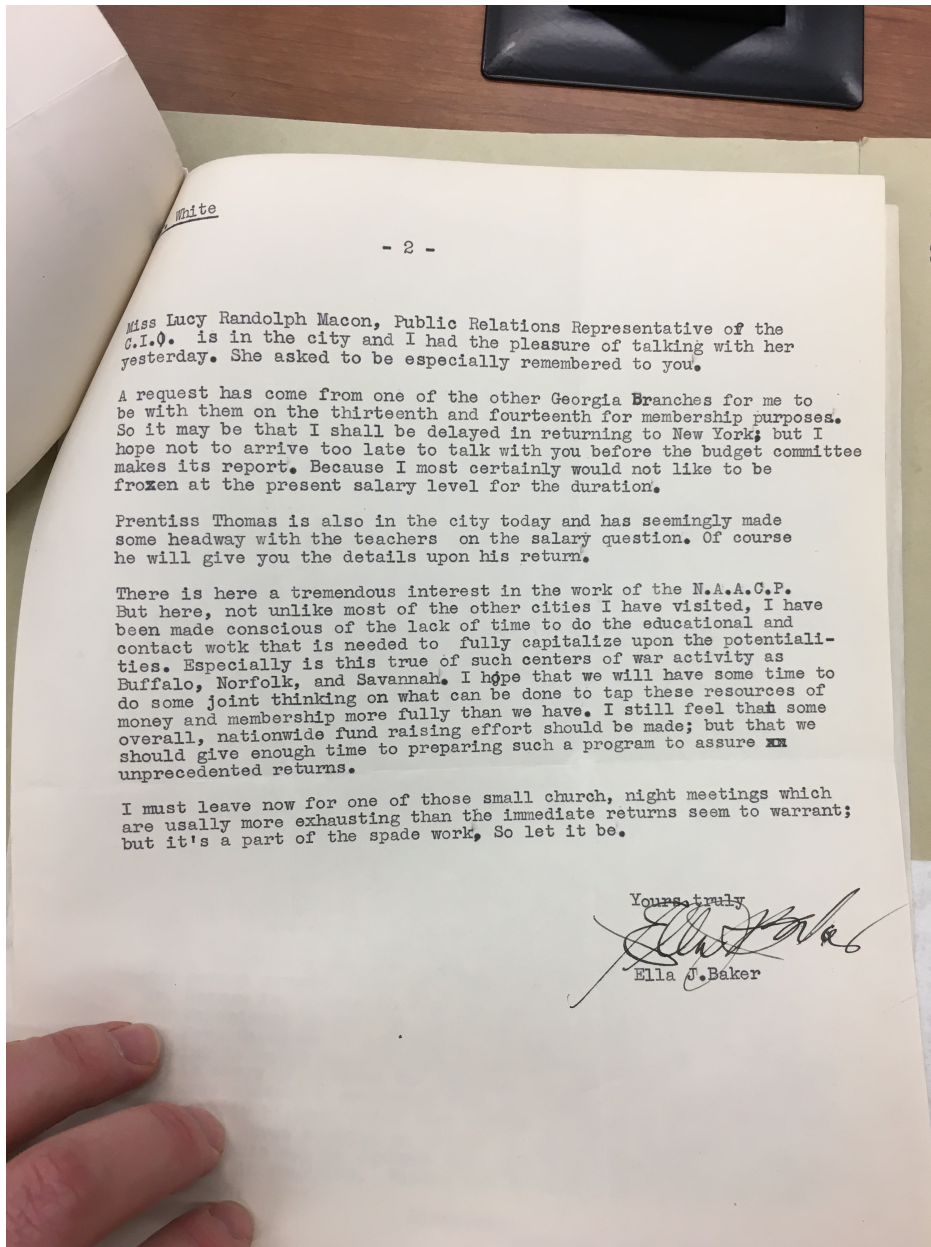 . White
- 2 -
Miss Lucy Randolph Macon, Public Relations Representative of the
C.I.O. is in the city and I had the pleasure of talking with her
yesterday. She asked to be especially remembered to you.
A request has come from one of the other Georgia Branches for me to
be with them on the thirteenth and fourteenth for membership purposes.
So it may be that I shall be delayed in returning to New York; but I
hope not to arrive too late to talk with you before the budget committee
makes its report. Because I most certainly would not like to be
frozen at the present salary level for the duration.
Prentiss Thomas is also in the city today and has seemingly made
some headway with the teachers on the salary question. Of course
he will give you the details upon his return.
There is here a tremendous interest in the work of the N.A.A.C.P.
But here, not unlike most of the other cities I have visited, I have
been made conscious of the lack of time to do the educational and
contact wotk that is needed to fully capitalize upon the potentiali-
ties. Especially is this true of such centers of war activity as
Buffalo, Norfolk, and Savannah. I hope that we will have some time to
do some joint thinking on what can be done to tap these resources of
money and membership more fully than we have. I still feel that some
overall, nationwide fund raising effort should be made; but that we
should give enough time to preparing such a program to assure xx
unprecedented returns.
I must leave now for one of those small church, night meetings which
are usally more exhausting than the immediate returns seem to warrant;
but it's a part of the spade work, So let it be.
Yours truly
Ella J Baker
Ella J.Baker